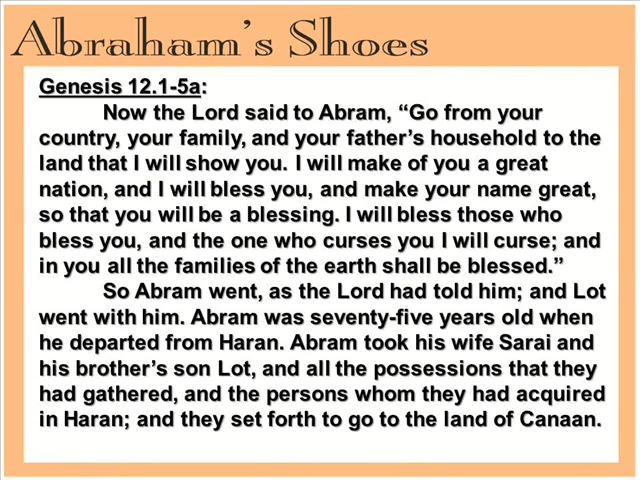 Abraham's Shoes
Genesis 12.1-5a:
Now the Lord said to Abram, “Go from your
country, your family, and your father’s household to the
land that I will show you. I will make of you a great
nation, and I will bless you, and make your name great,
so that you will be a blessing. I will bless those who
bless you, and the one who curses you I will curse; and
in you all the families of the earth shall be blessed.”
So Abram went, as the Lord had told him; and Lot
went with him. Abram was seventy-five years old when
he departed from Haran. Abram took his wife Sarai and
his brother’s son Lot, and all the possessions that they
had gathered, and the persons whom they had acquired
in Haran; and they set forth to go to the land of Canaan.